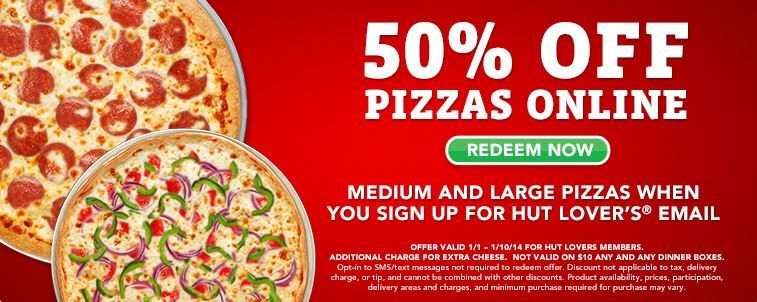 50% OFF
PIZZAS ONLINE
REDEEM NOW
MEDIUM AND LARGE PIZZAS WHEN
YOU SIGN UP FOR HUT LOVER'S® EMAIL
OFFER VALID 1/1 – 1/10/14 FOR HUT LOVERS MEMBERS.
ADDITIONAL CHARGE FOR EXTRA CHEESE. NOT VALID ON $10 ANY AND ANY DINNER BOXES.
Opt-in to SMS/text messages not required to redeem offer. Discount not applicable to tax, delivery
charge, or tip, and cannot be combined with other discounts. Product availability, prices, participation,
delivery areas and charges, and minimum purchase required for purchase may vary.